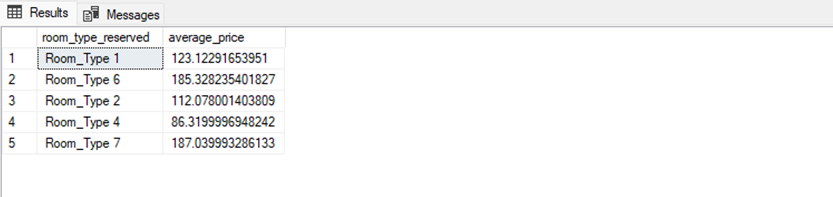 Results Messages
room_type_reserved average_price
1 Room_Type 1 123.12291653951
2 Room_Type 6 185.328235401827
3 Room_Type 2 112.078001403809
4 Room_Type 4 86.3199996948242
5 Room_Type 7 187.039993286133